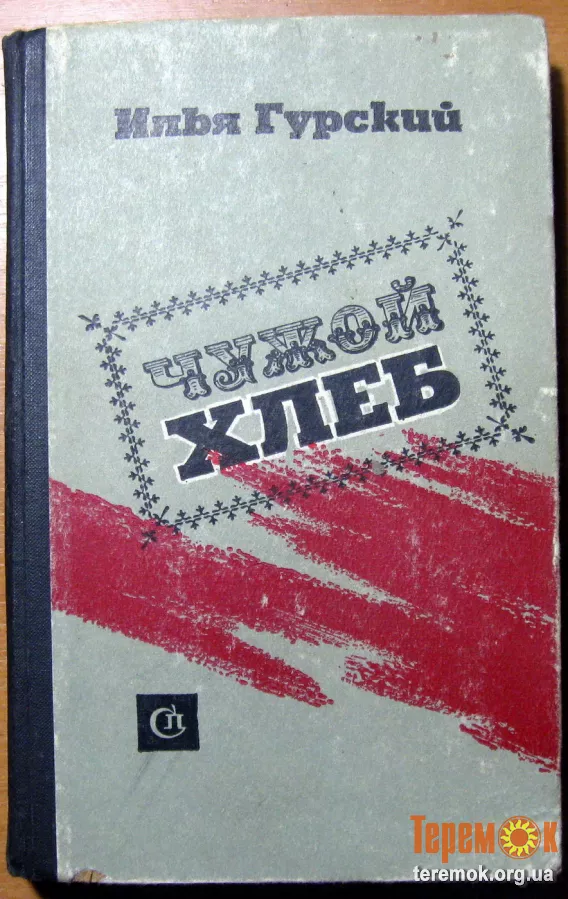 Илья Гурский
ЧУЖОЙ
ХЛЕБ
СП
Теремок
teremok.org.ua